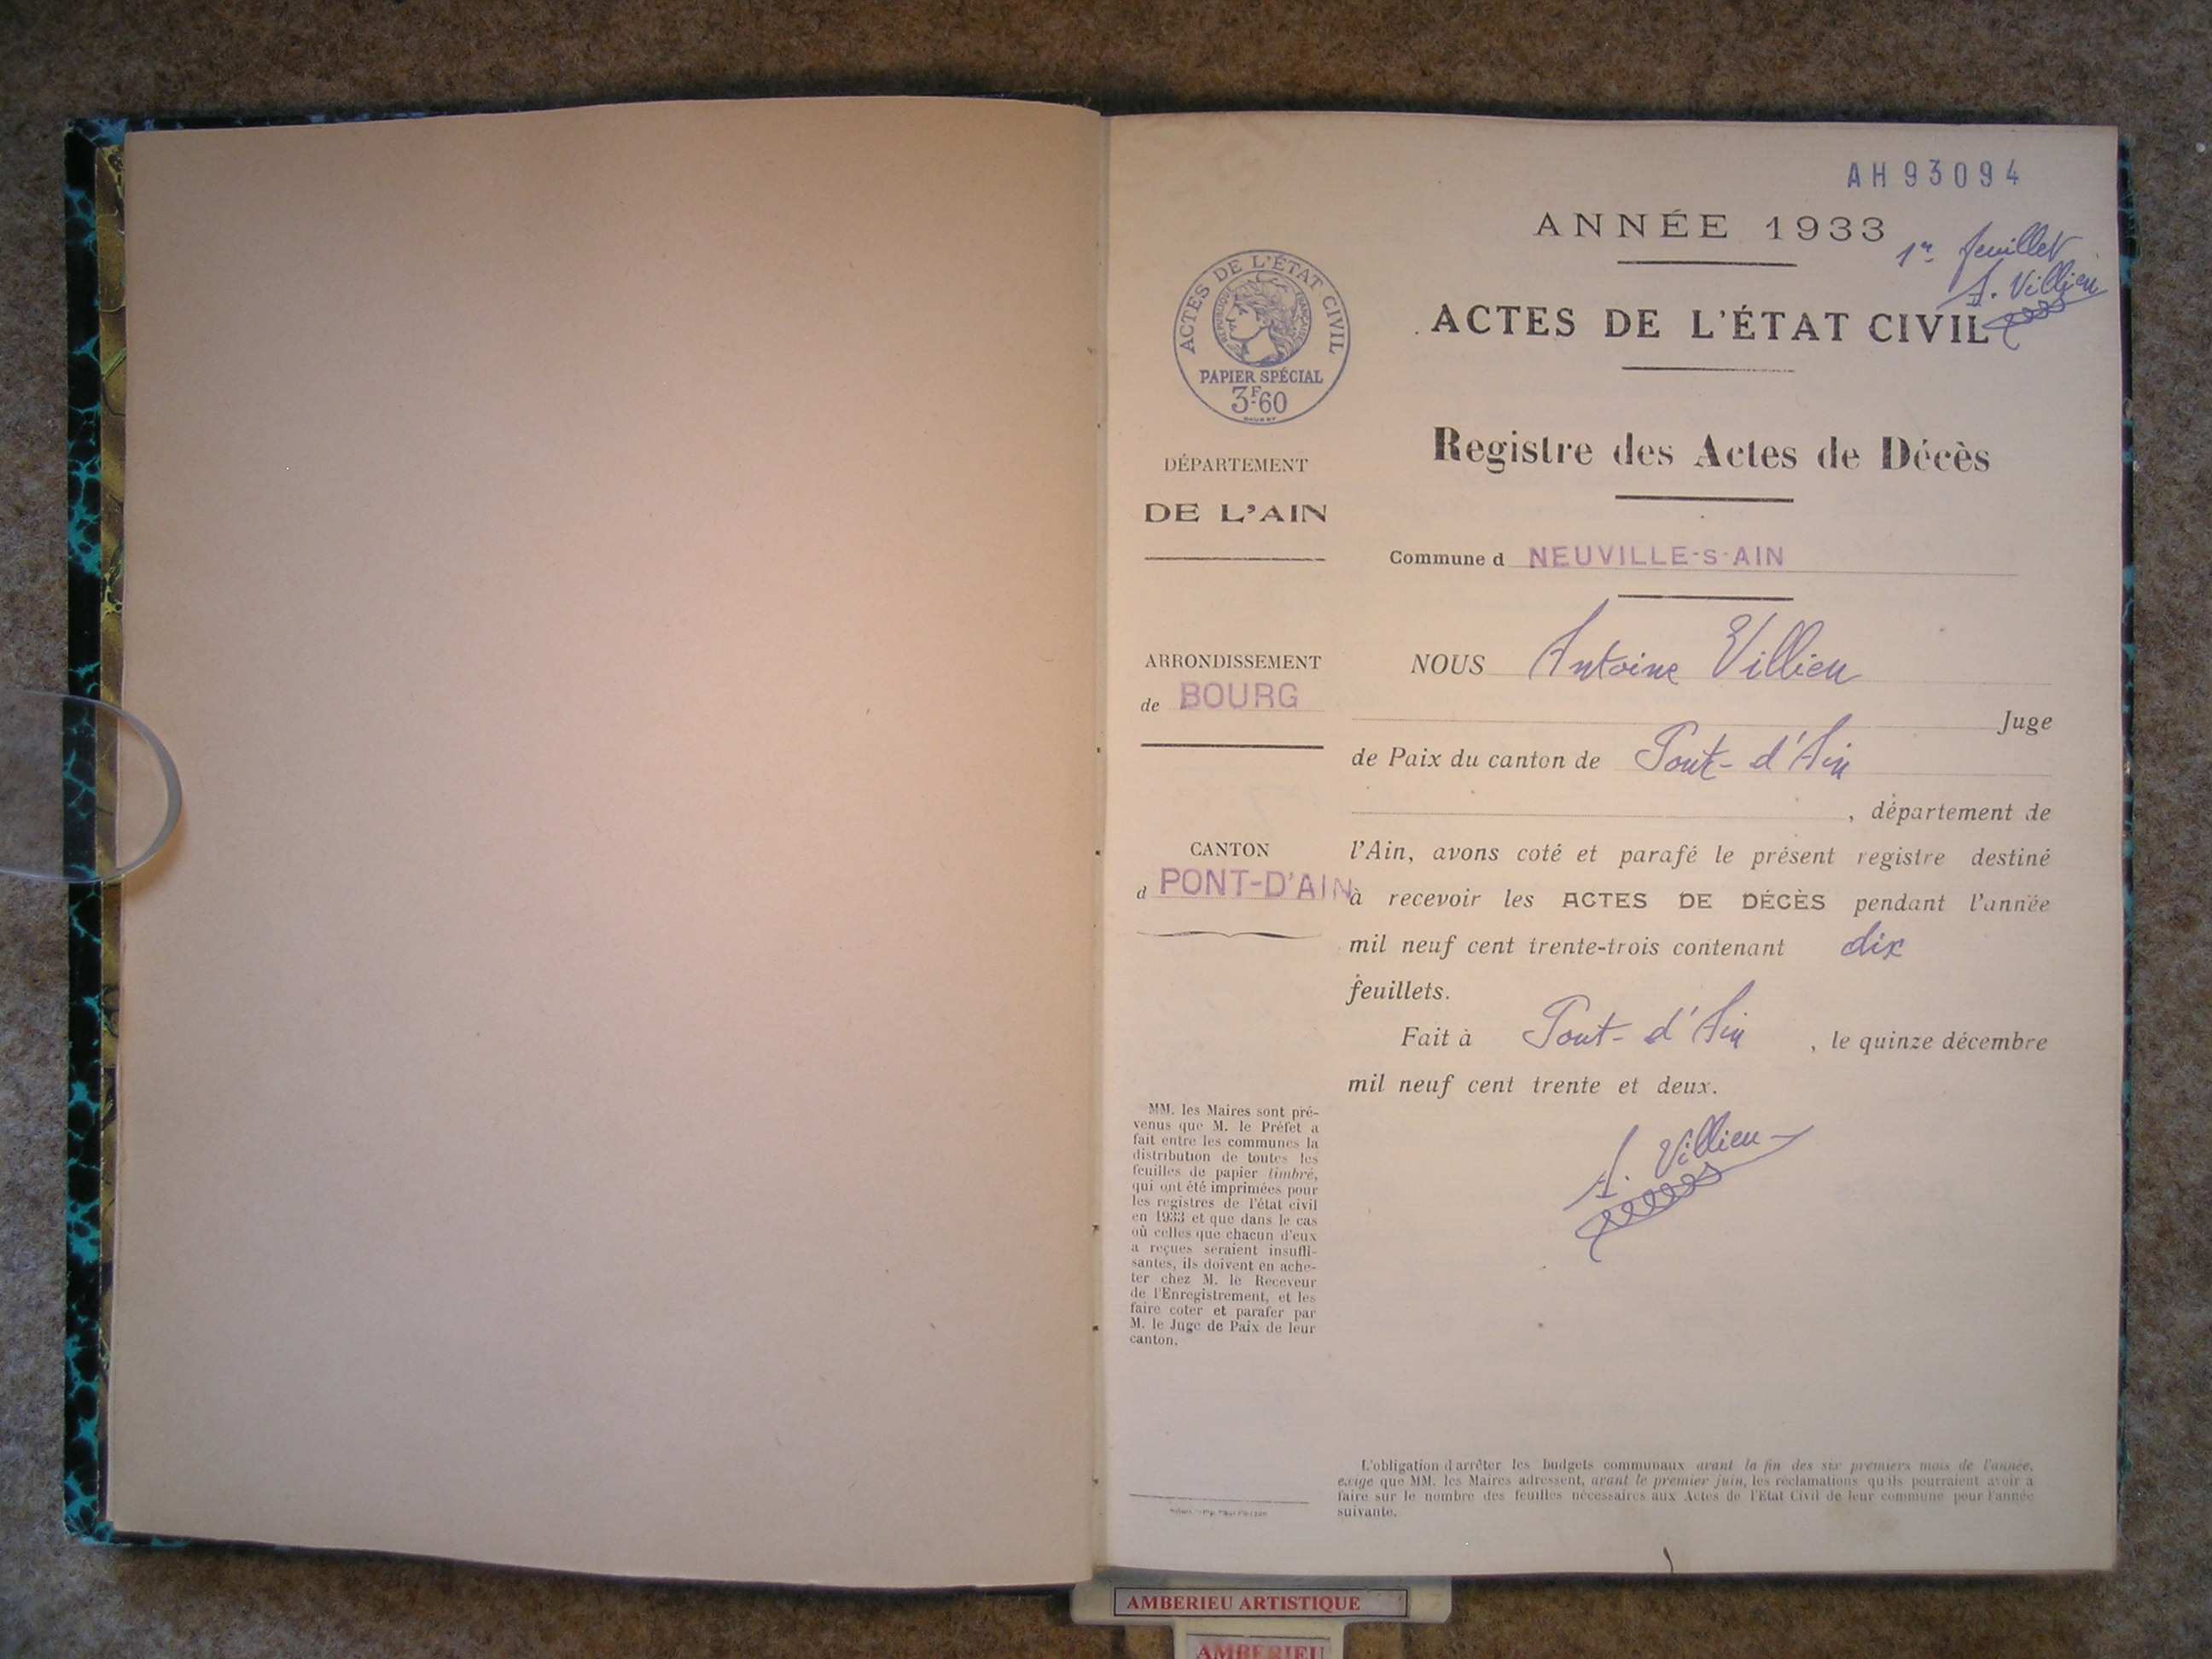 AH93094
ANNÉE 1933
1er feuillet
A. Villieu
ACTES DE L'ÉTAT CIVIL
ACTES DE L'ÉTAT CIVIL
RÉPUBLIQUE FRANÇAISE
PAPIER SPÉCIAL
3F60
Registre des Actes de Décès
DÉPARTEMENT
DE L'AIN
Commune d NEUVILLE-S-AIN
ARRONDISSEMENT
de BOURG
CANTON
d PONT-D'AIN
NOUS Antoine Villieu
Juge
de Paix du canton de Pont-d'Ain
, département de
l'Ain, avons coté et parafé le présent registre destiné
à recevoir les ACTES DE DÉCÈS pendant l'année
mil neuf cent trente-trois contenant dix
feuillets.
Fait à Pont-d'Ain, le quinze décembre
mil neuf cent trente et deux.
A. Villieu
MM. les Maires sont pré-
venus que M. le Préfet a
fait entre les communes la
distribution de toutes les
feuilles de papier timbré,
qui ont été imprimées pour
les registres de l'état civil
en 1933 et que dans le cas
où celles que chacun d'eux
a reçues seraient insuffi-
santes, ils doivent en ache-
ter chez M. le Receveur
de l'Enregistrement, et les
faire coter et parafer par
M. le Juge de Paix de leur
canton.
L'obligation d'arrêter les budgets communaux avant la fin des six premiers mois de l'année,
exige que MM. les Maires adressent, avant le premier juin, les réclamations qu'ils pourraient avoir à
faire sur le nombre des feuilles nécessaires aux Actes de l'État Civil de leur commune pour l'année
suivante.
AMBERIEU ARTISTIQUE
AMBERIEU